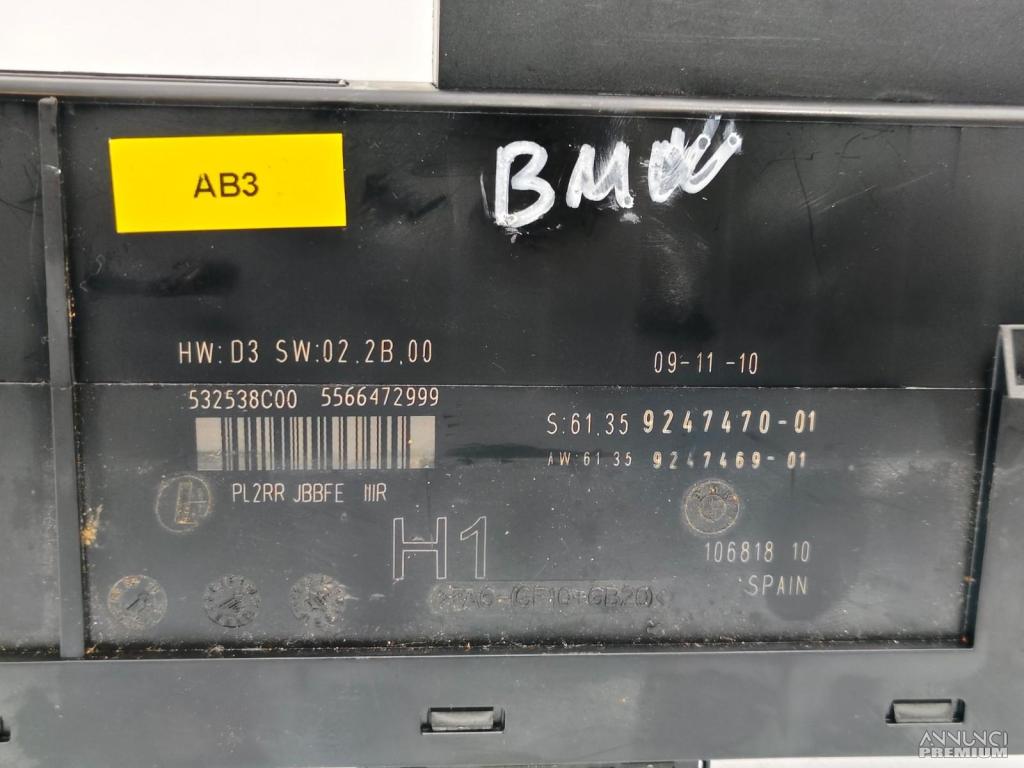 BMW
AB3
HW: D3 SW:02.2B.00 09-11-10
532538C00 5566472999
S:61.35 9247470-01
AW:61.35 9247469-01
PL2RR JBBFE
H1
106818 10
SPAIN
ANNUNCI
PREMIUM